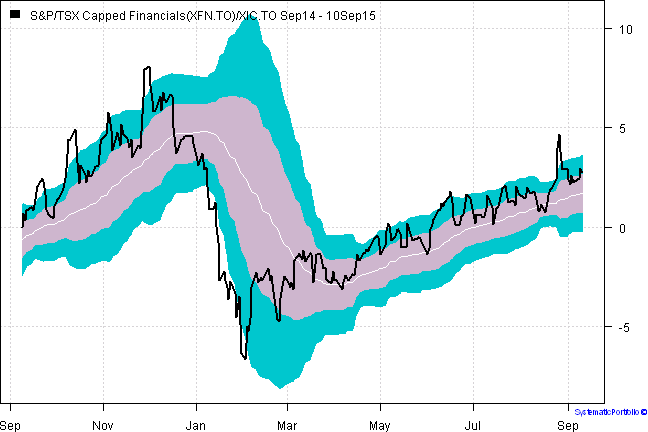 S&P/TSX Capped Financials(XFN.TO)/XIC.TO Sep14 - 10Sep15
10
5
0
-5
Sep Nov Jan Mar May Jul Sep
SystematicPortfolio ©